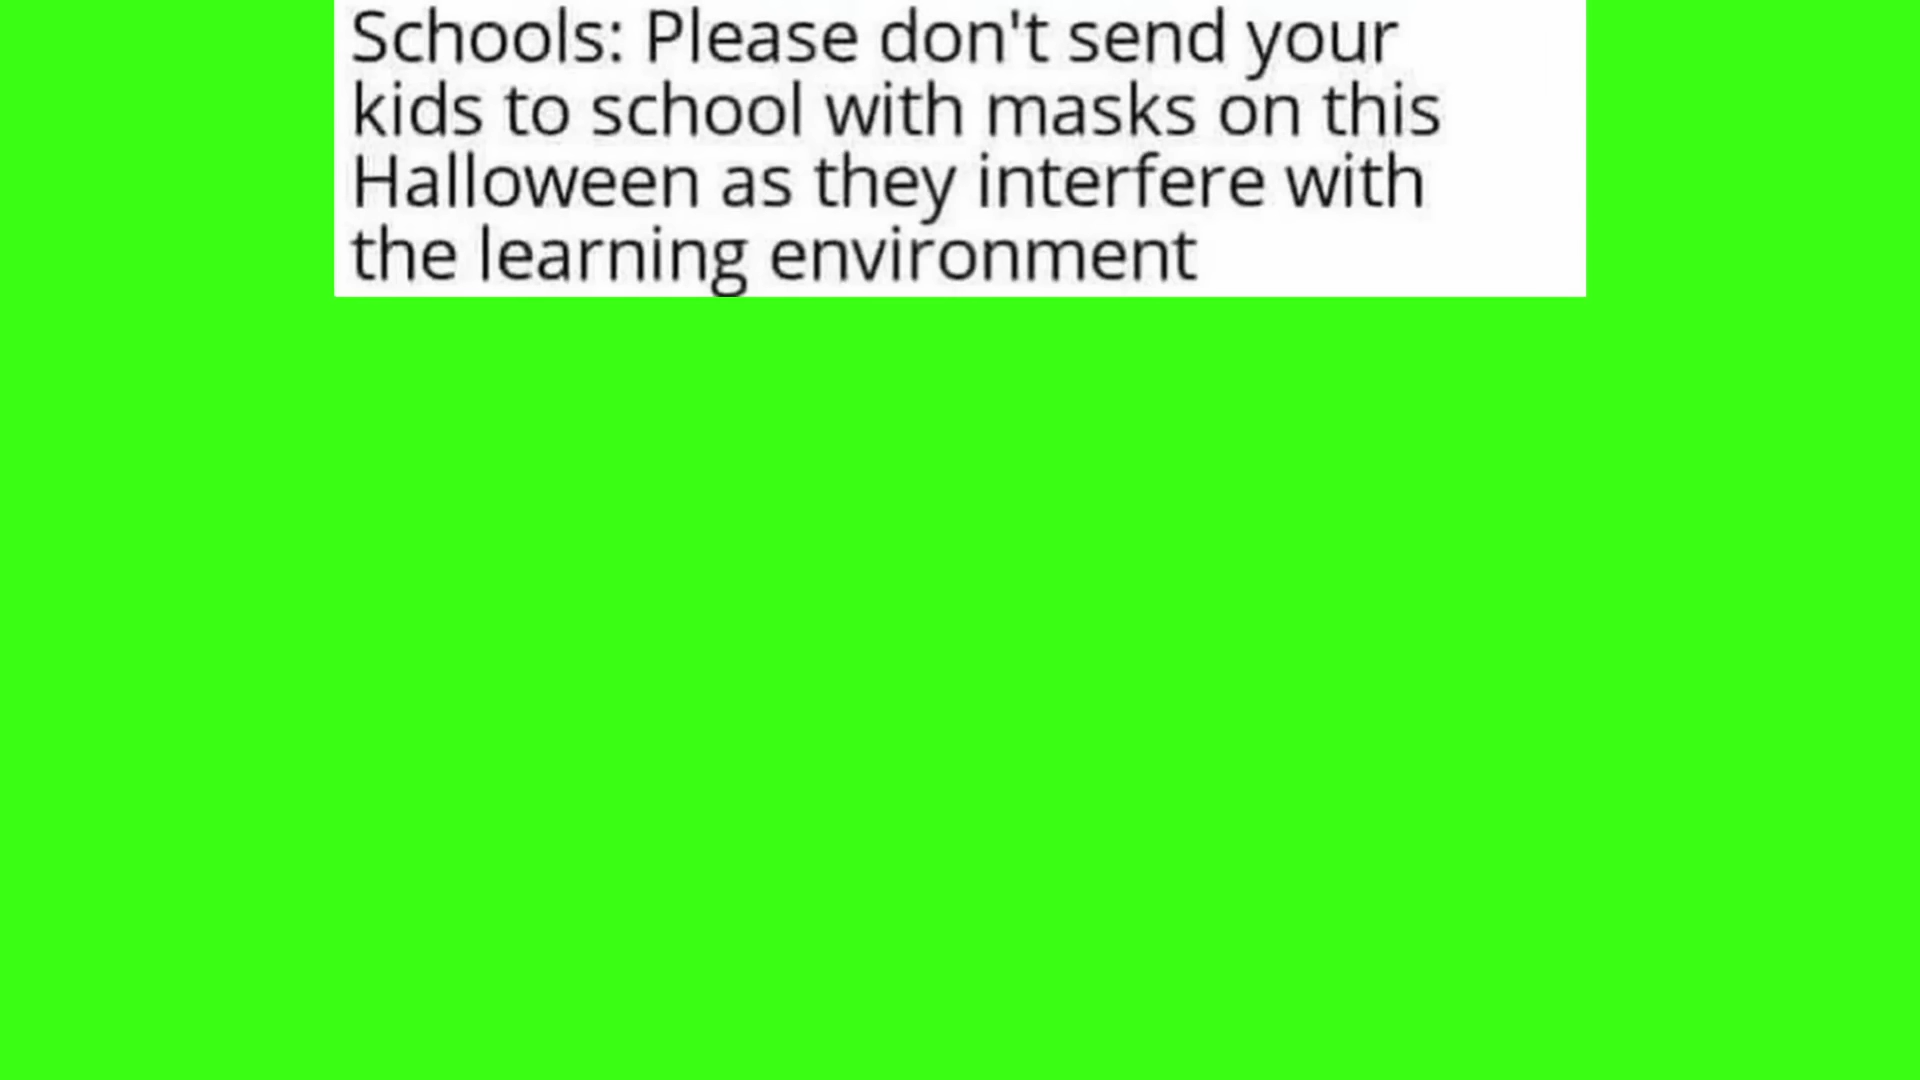 Schools: Please don't send your
kids to school with masks on this
Halloween as they interfere with
the learning environment